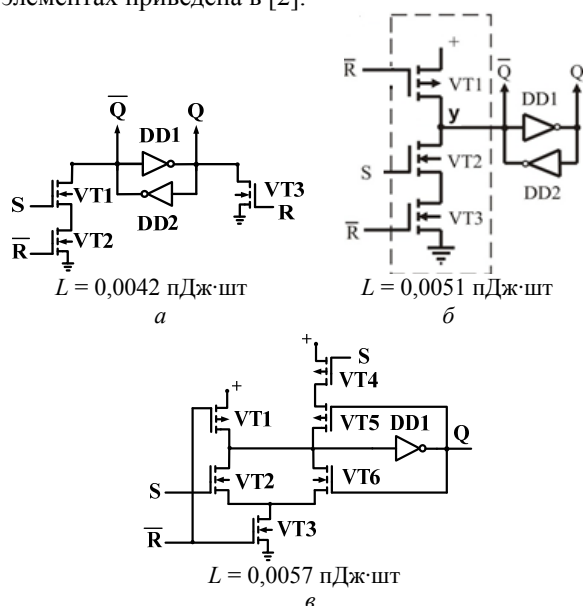 элементах приведена в [2].
Q Q
DD1
S VT1
DD2
VT3
R
R VT2
L = 0,0042 пДж·шт
а
+
R VT1
y
Q Q
DD1
S VT2
DD2
R VT3
L = 0,0051 пДж·шт
б
+ S
VT4
+
VT1
VT5 DD1 Q
S VT2 VT6
R VT3
L = 0,0057 пДж·шт
в